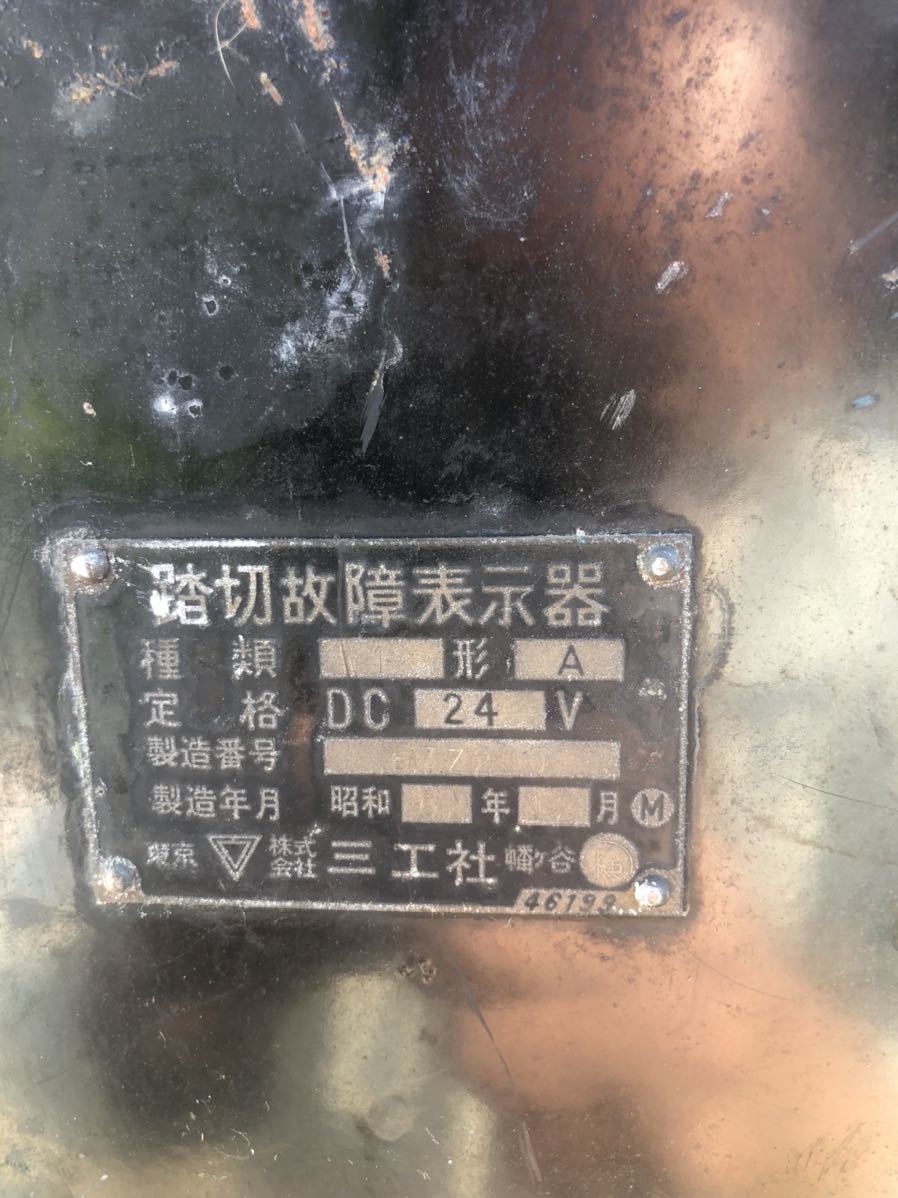 踏切故障表示器
種類 形 A
定格 DC 24 V
製造番号
製造年月 昭和 年 月 M
東京 株式会社 三工社 幡ヶ谷
46199